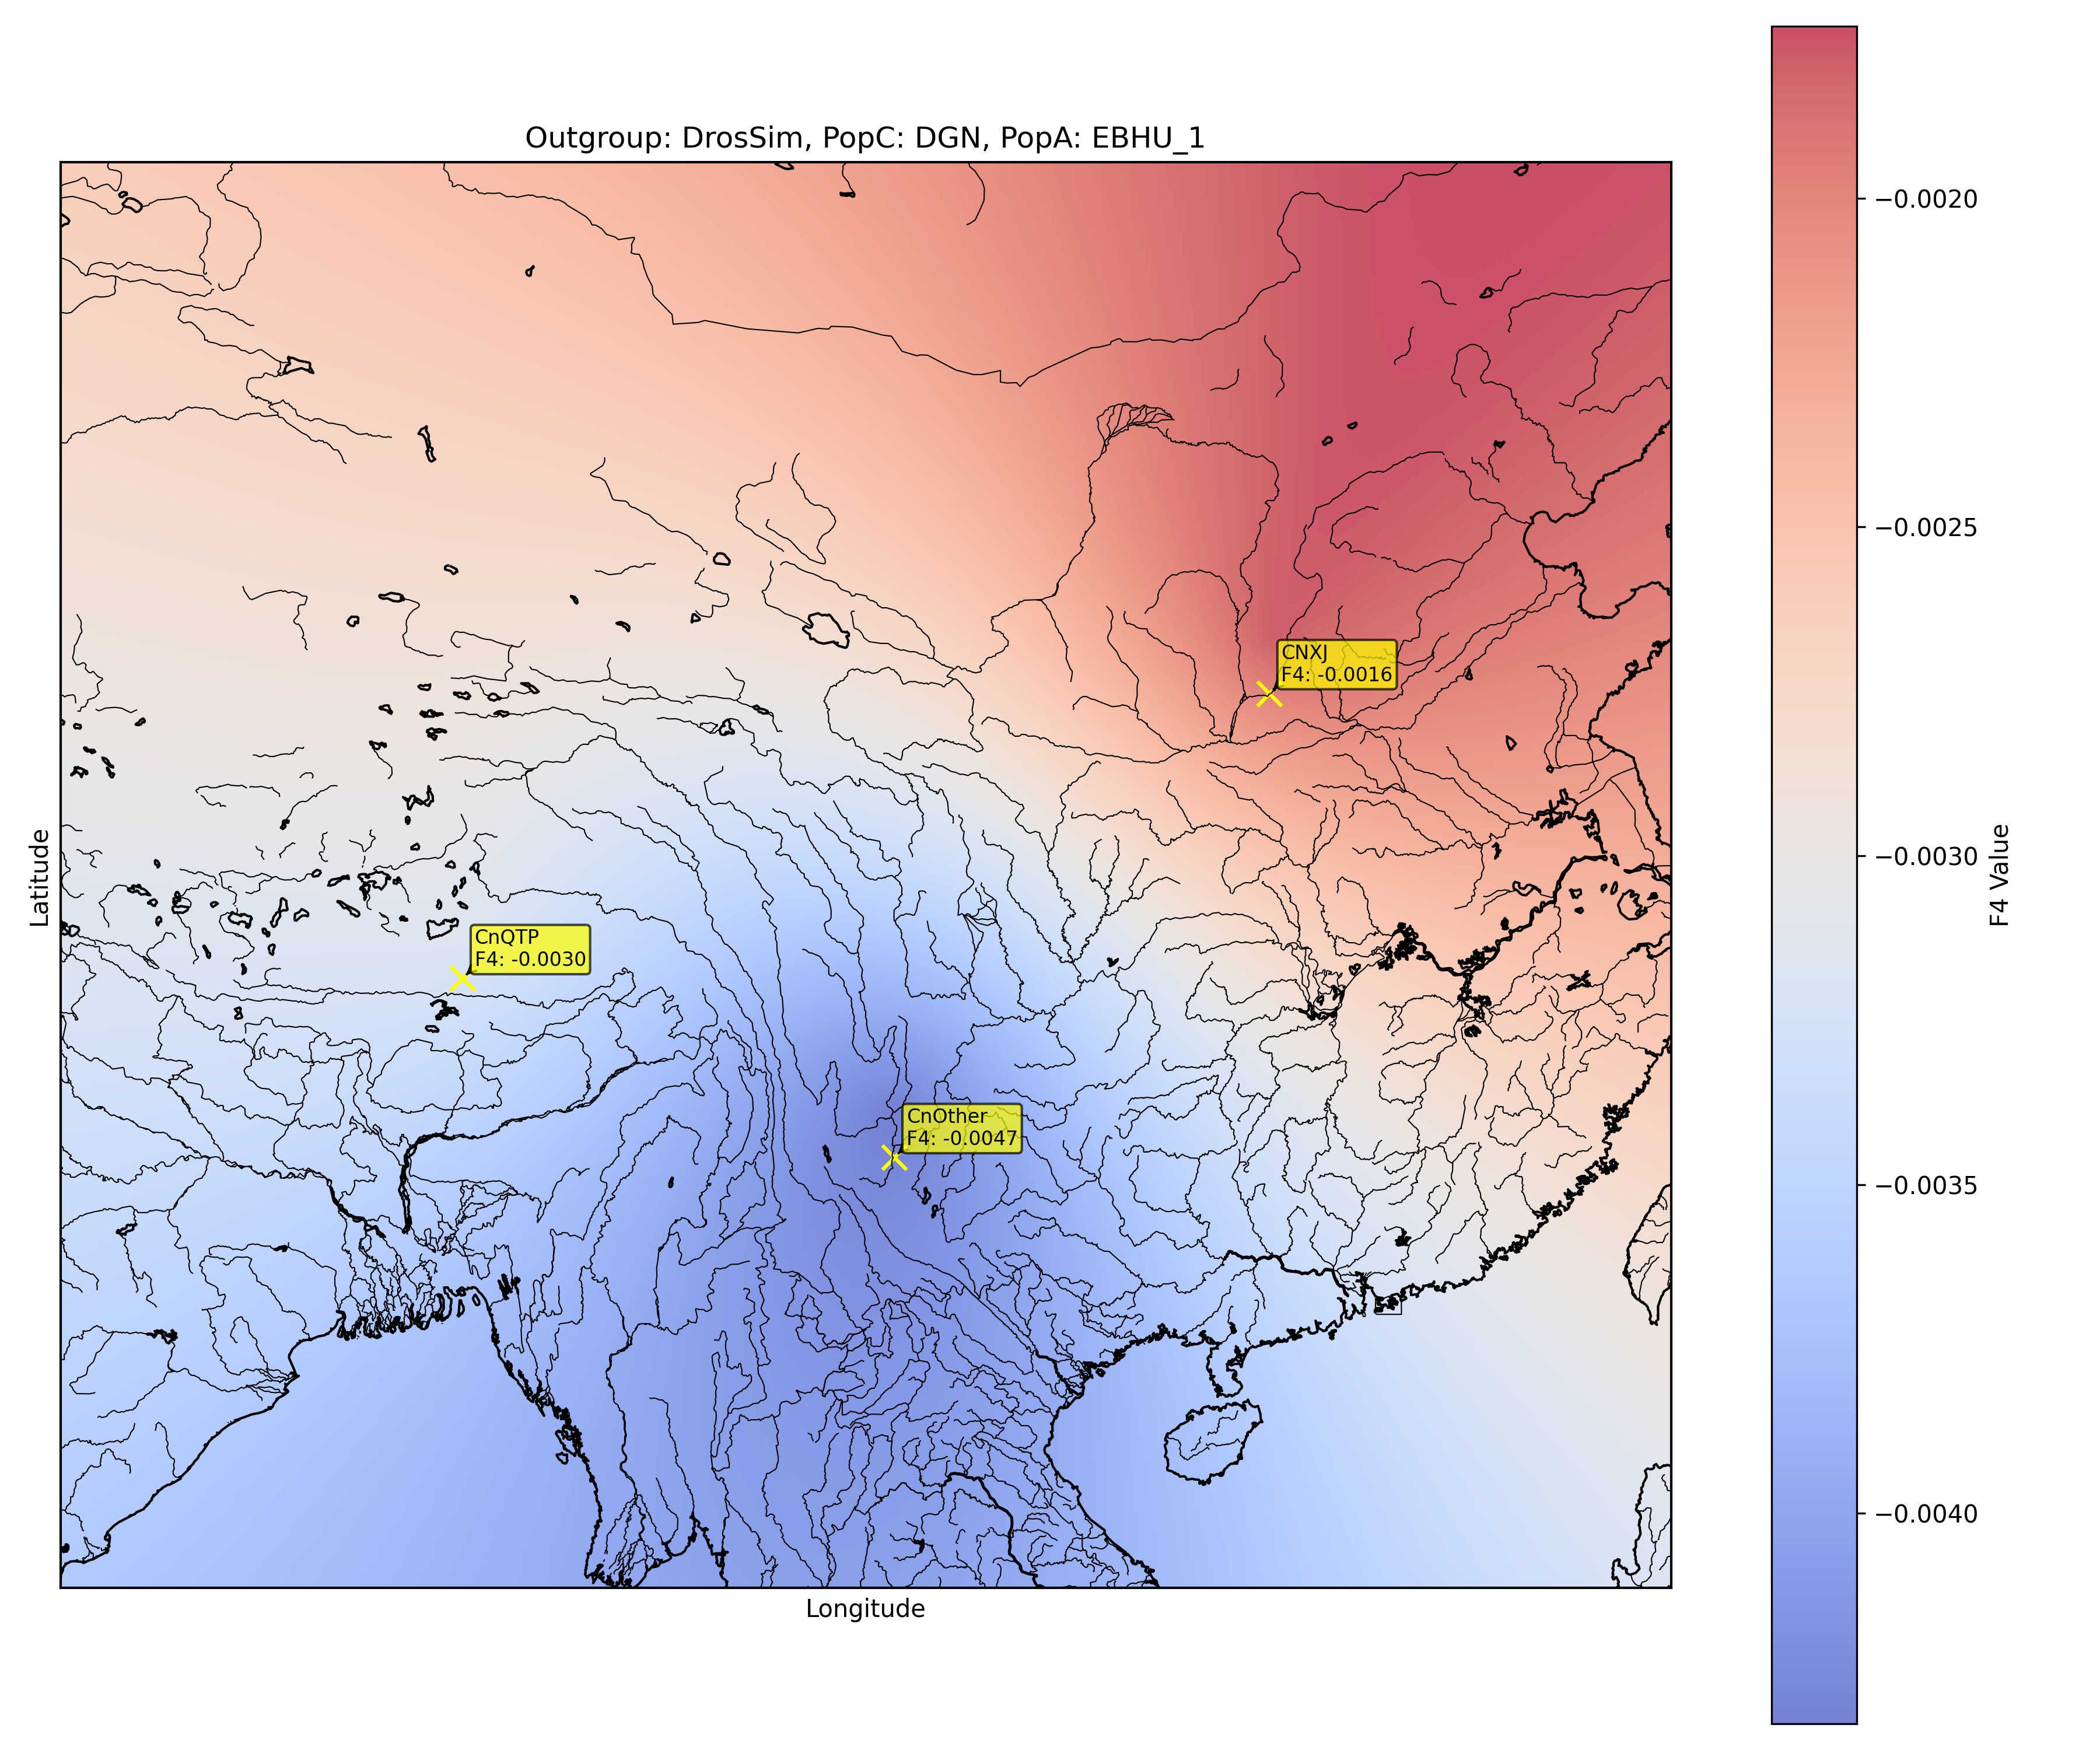 Outgroup: DrosSim, PopC: DGN, PopA: EBHU_1
CNXJ
F4: -0.0016
CnQTP
F4: -0.0030
CnOther
F4: -0.0047
Latitude
Longitude
−0.0020
−0.0025
−0.0030
−0.0035
−0.0040
F4 Value